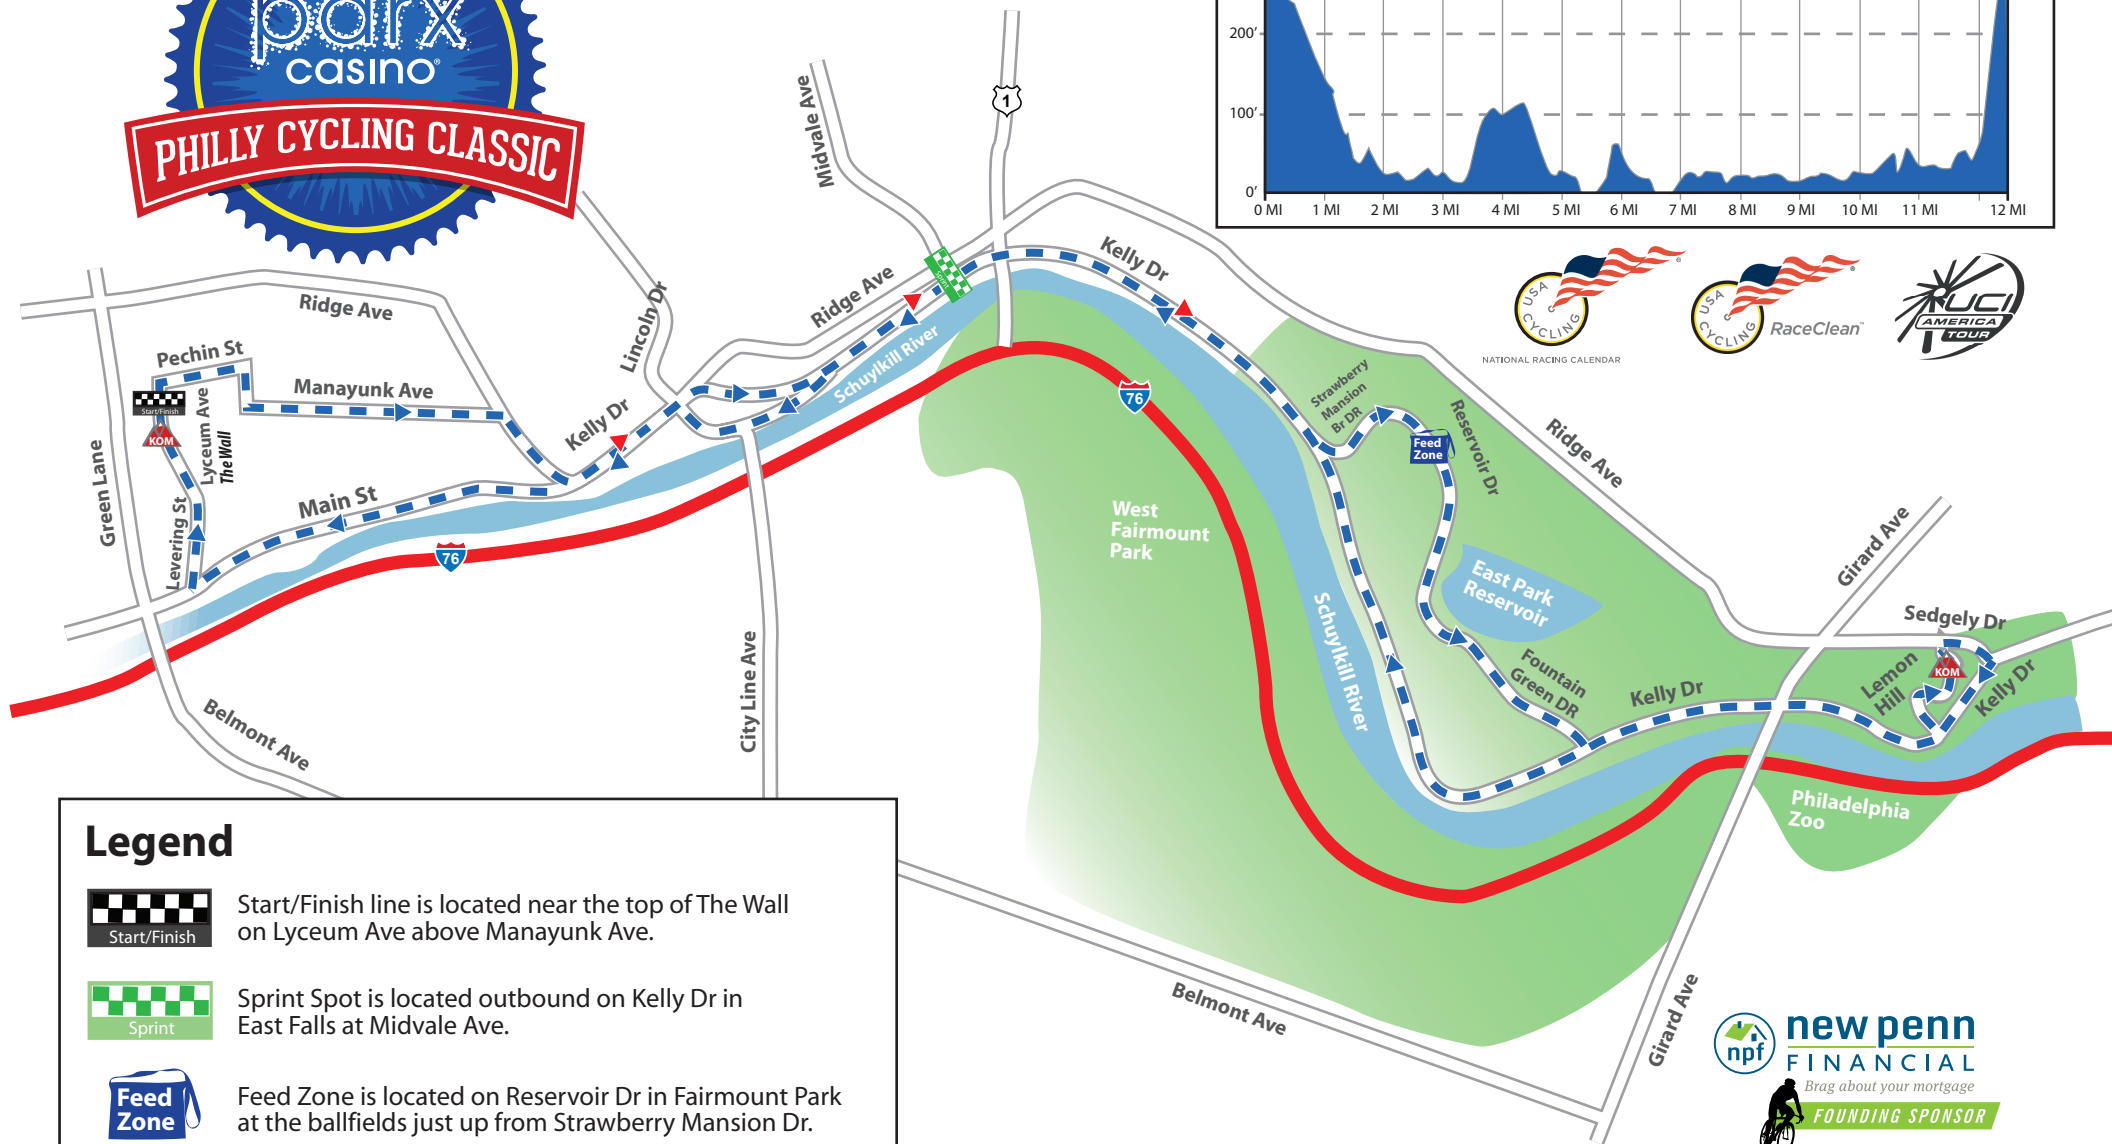 parx
casino®
PHILLY CYCLING CLASSIC
200'
100'
0'
0 MI
1 MI
2 MI
3 MI
4 MI
5 MI
6 MI
7 MI
8 MI
9 MI
10 MI
11 MI
12 MI
USA
CYCLING
®
NATIONAL RACING CALENDAR
USA
CYCLING
®
RaceClean™
UCI
AMERICA
TOUR
Midvale Ave
1
Ridge Ave
Pechin St
Manayunk Ave
Start/Finish
KOM
Lyceum Ave
The Wall
Green Lane
Levering St
Main St
76
Lincoln Dr
Kelly Dr
Ridge Ave
Sprint
Schuylkill River
Kelly Dr
76
Strawberry
Mansion
Br DR
Feed
Zone
Reservoir Dr
Ridge Ave
West
Fairmount
Park
East Park
Reservoir
Schuylkill River
Fountain
Green DR
Kelly Dr
Girard Ave
Sedgely Dr
Lemon
Hill
KOM
Kelly Dr
Philadelphia
Zoo
City Line Ave
Belmont Ave
Belmont Ave
Girard Ave
Legend
Start/Finish
Start/Finish line is located near the top of The Wall
on Lyceum Ave above Manayunk Ave.
Sprint
Sprint Spot is located outbound on Kelly Dr in
East Falls at Midvale Ave.
Feed
Zone
Feed Zone is located on Reservoir Dr in Fairmount Park
at the ballfields just up from Strawberry Mansion Dr.
npf
new penn
FINANCIAL
Brag about your mortgage
FOUNDING SPONSOR